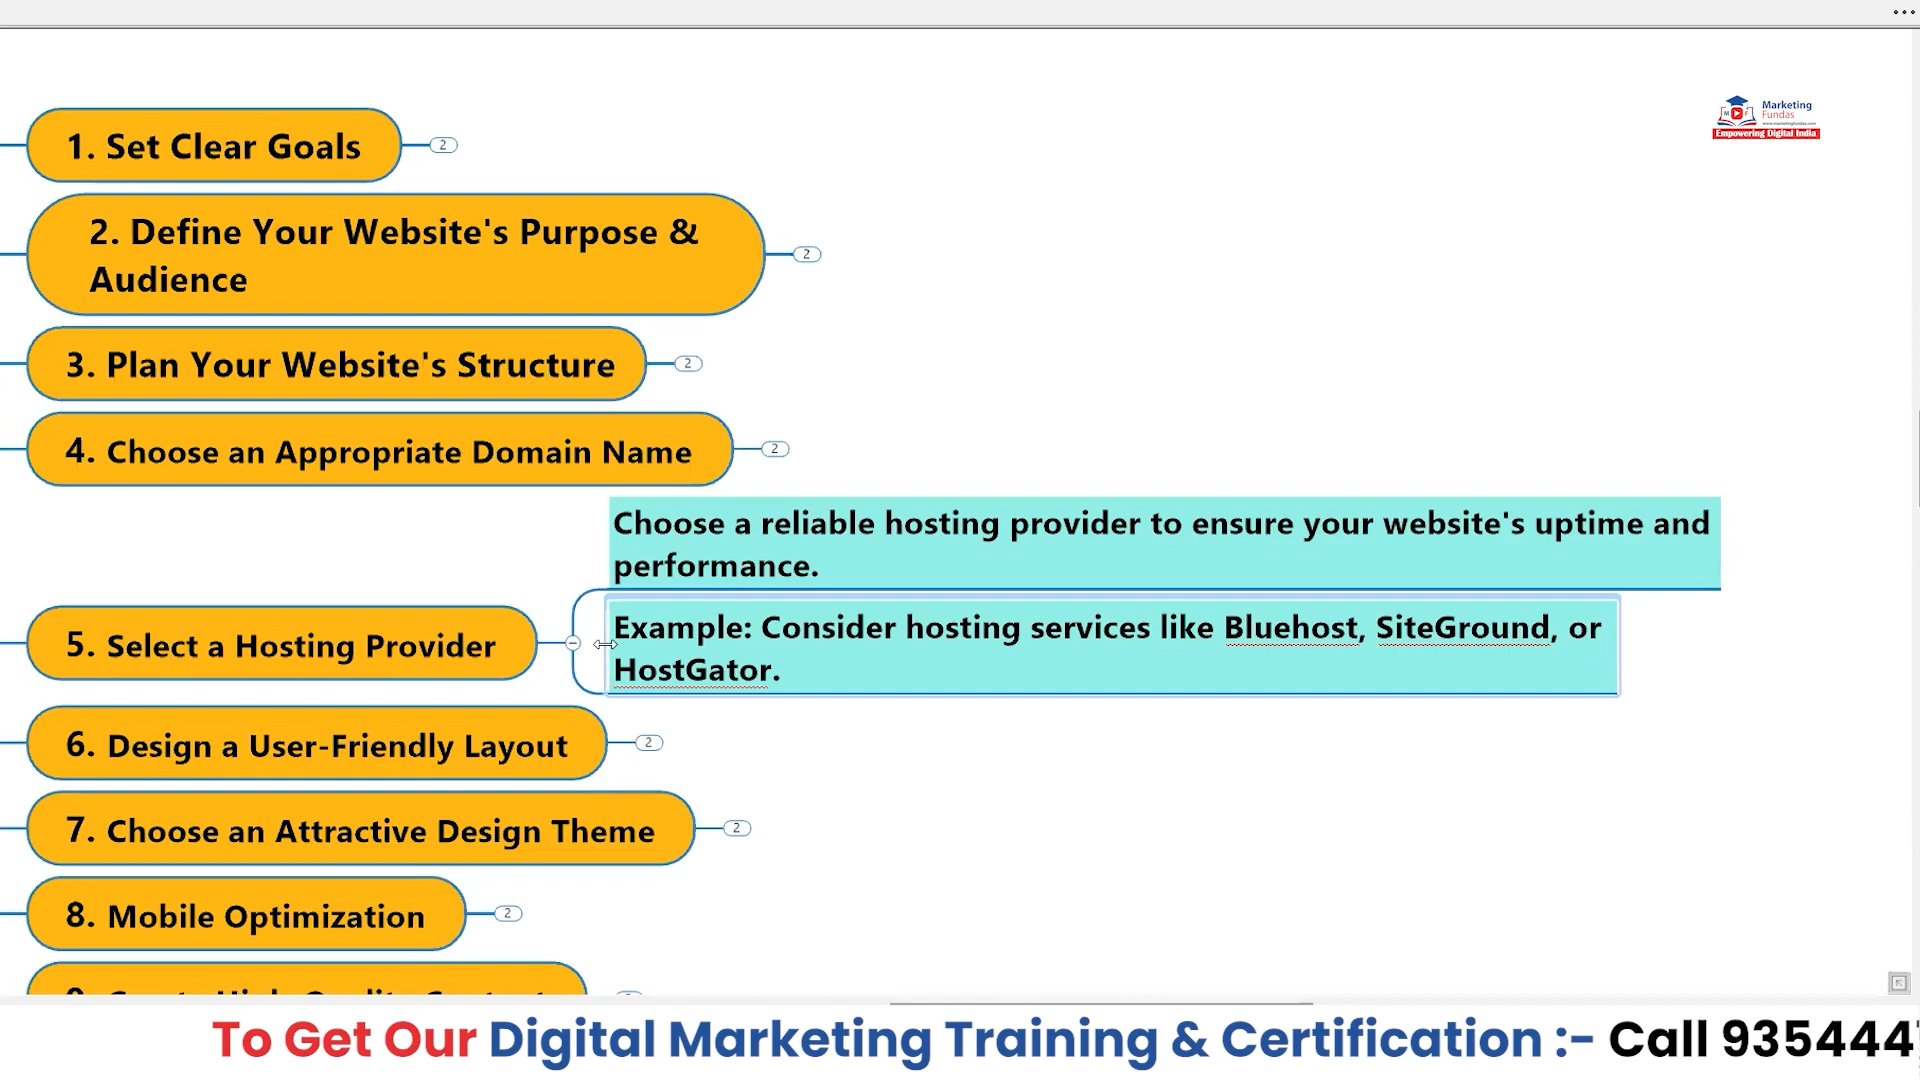 Marketing
Fundas
www.marketingfundas.com
Empowering Digital India
1. Set Clear Goals
2
2. Define Your Website's Purpose &
Audience
2
3. Plan Your Website's Structure
2
4. Choose an Appropriate Domain Name
2
Choose a reliable hosting provider to ensure your website's uptime and
performance.
5. Select a Hosting Provider
Example: Consider hosting services like Bluehost, SiteGround, or
HostGator.
6. Design a User-Friendly Layout
2
7. Choose an Attractive Design Theme
2
8. Mobile Optimization
2
To Get Our Digital Marketing Training & Certification :- Call 935444